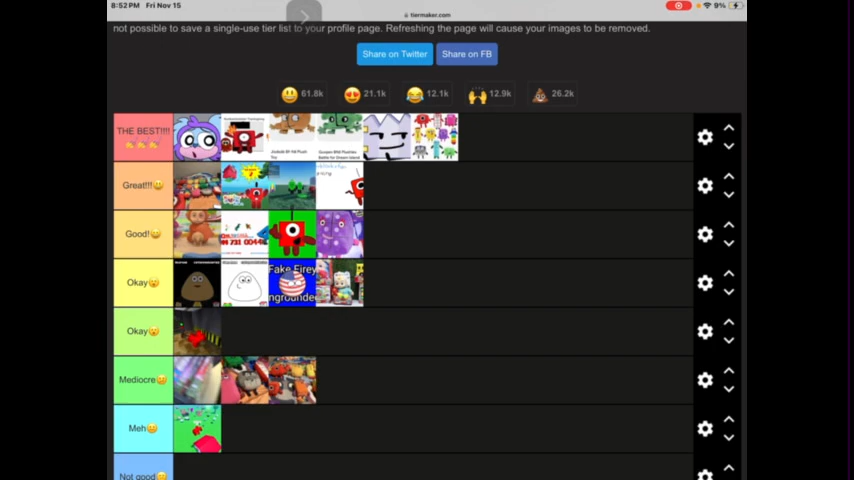 8:52 PM Fri Nov 15
tiermaker.com
9%
not possible to save a single-use tier list to your profile page. Refreshing the page will cause your images to be removed.
Share on Twitter
Share on FB
😃 61.8k
😍 21.1k
😂 12.1k
🙌 12.9k
💩 26.2k
THE BEST!!!!
Great!!!
Good!
731 0044
Okay
Fake Firey
ngrounded
Okay
Mediocre
Meh
Not good